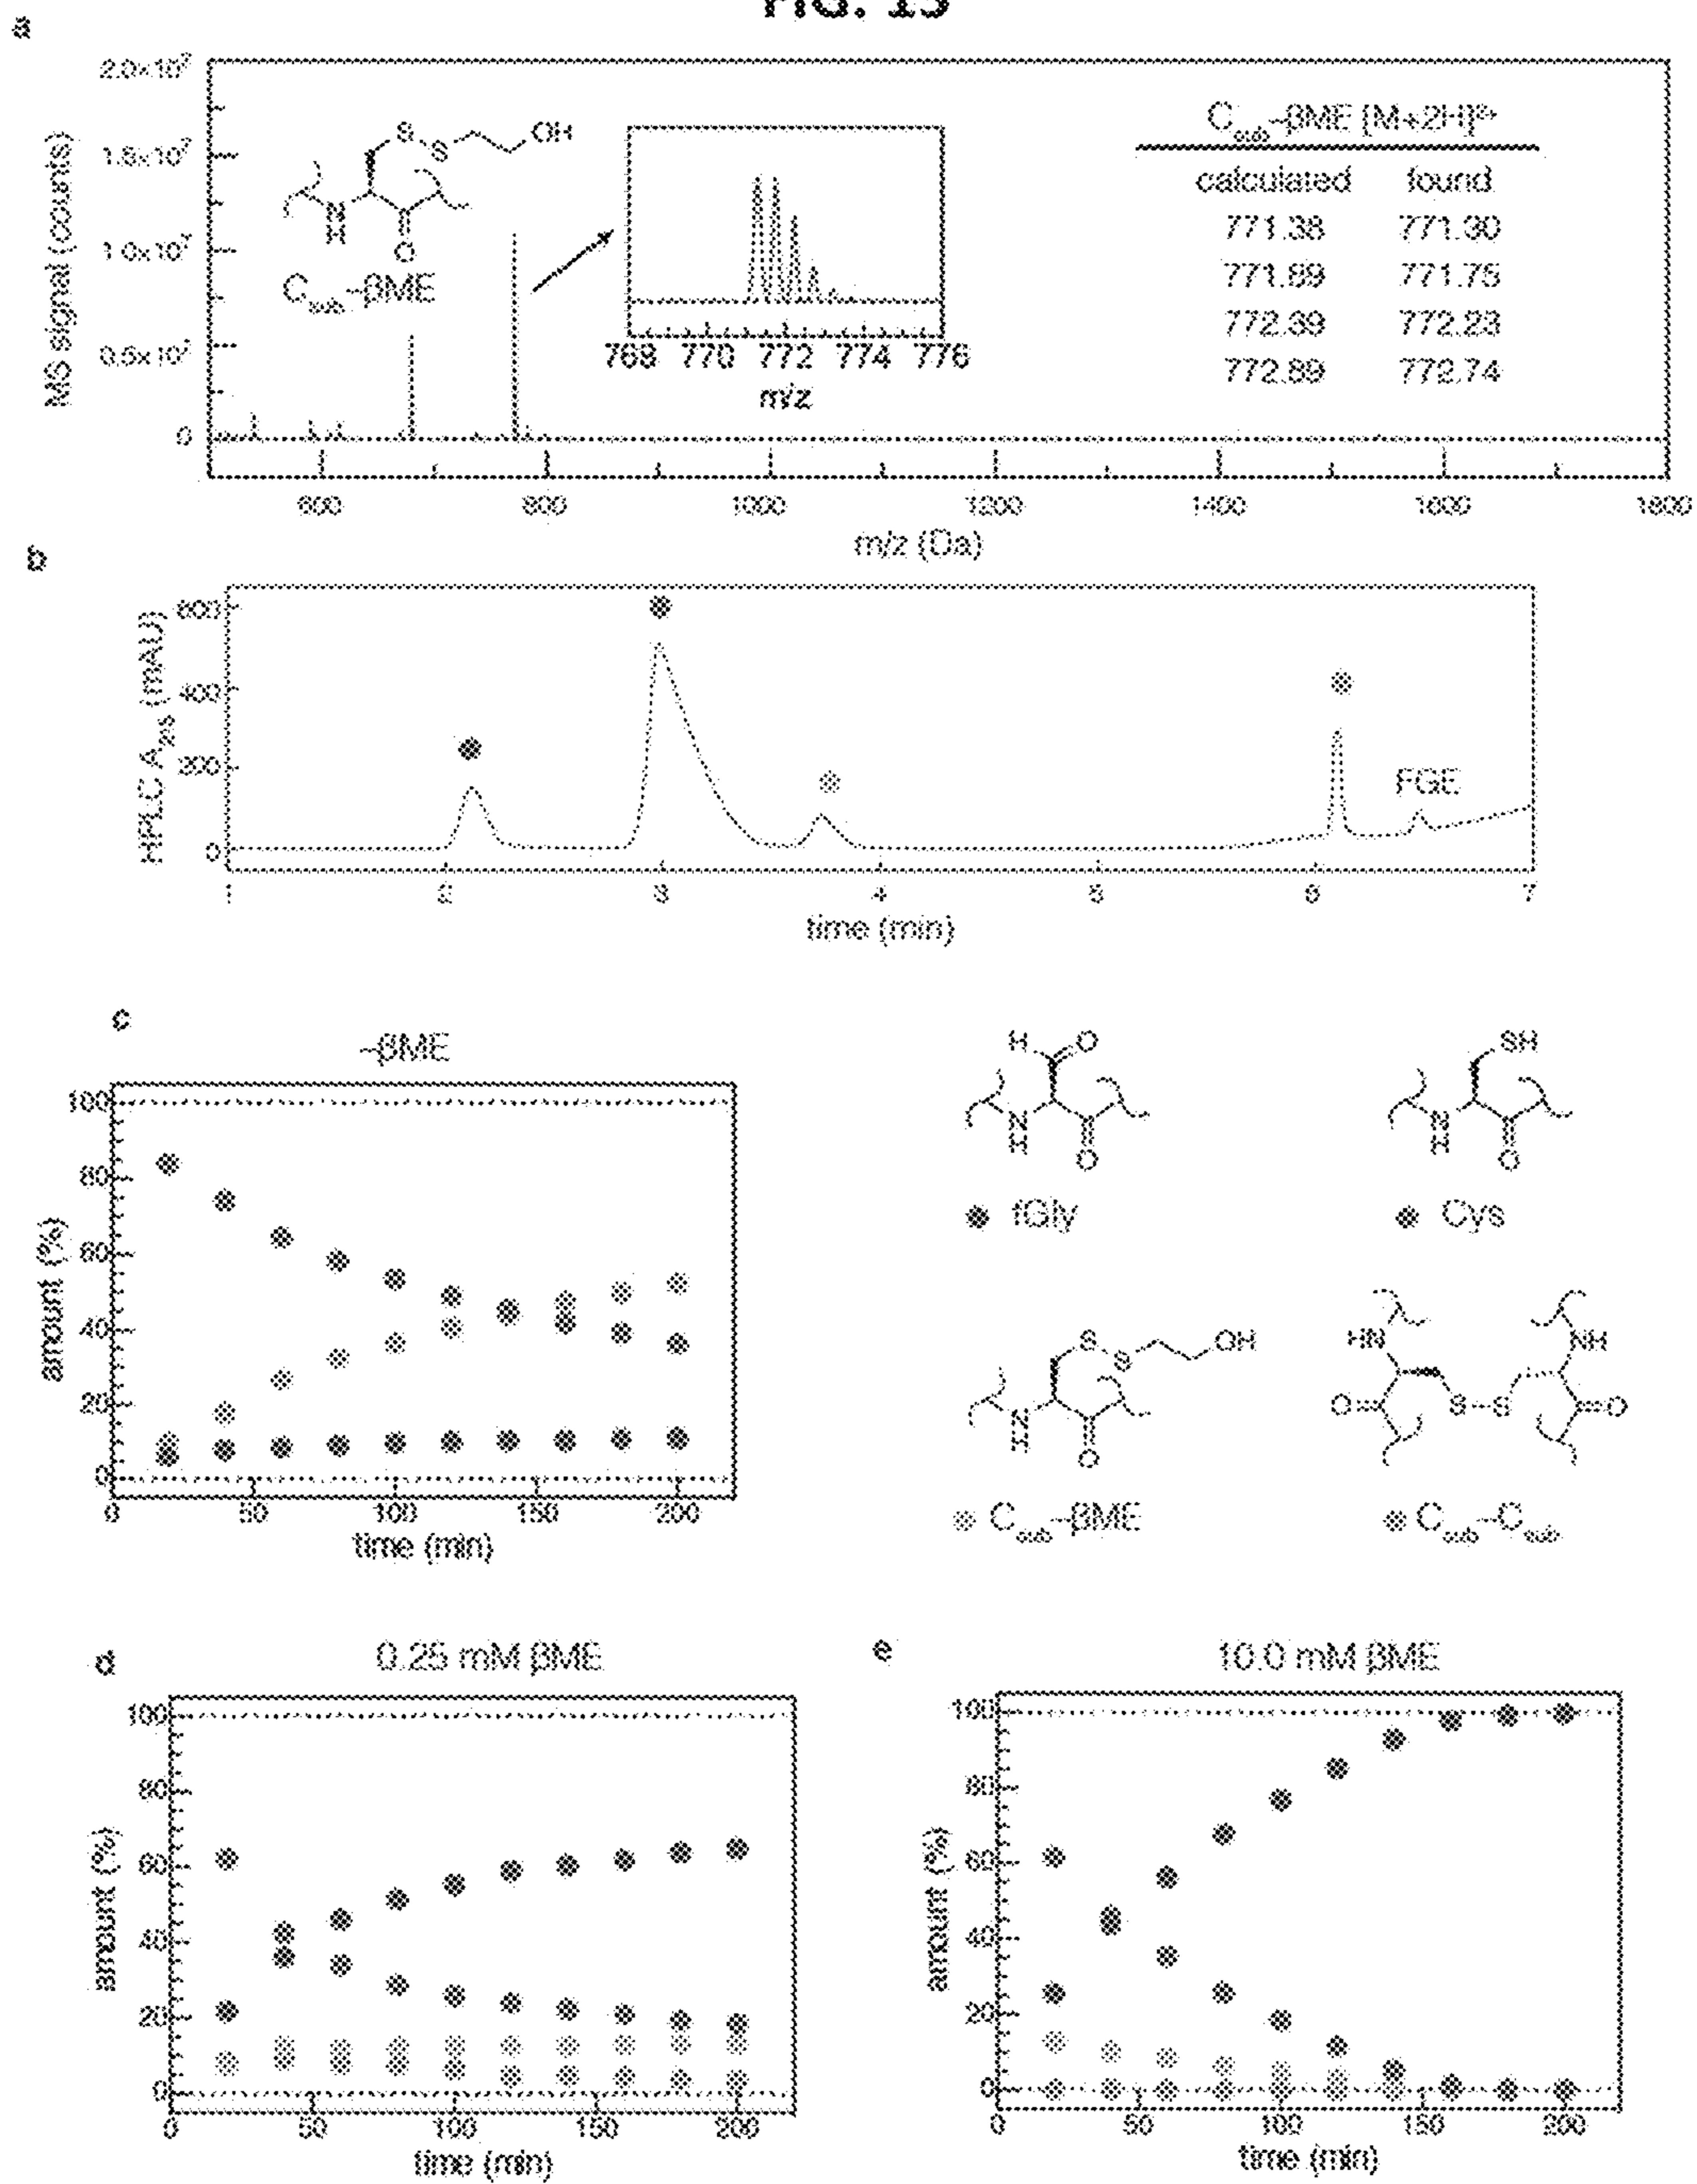 FIG. 15
a
MS signal (counts)
2.0×10⁷
1.5×10⁷
1.0×10⁷
0.5×10⁷
0
S
S
OH
N
H
O
C_sub-βME
768 770 772 774 776
m/z
C_sub-βME [M+2H]²⁺
calculated found
771.38 771.30
771.89 771.75
772.39 772.23
772.89 772.74
600 800 1000 1200 1400 1600 1800
m/z (Da)
b
HPLC A₂₁₅ (mAU)
600
400
200
0
FGE
1 2 3 4 5 6 7
time (min)
c
-βME
amount (%)
100
80
60
40
20
0
0 50 100 150 200
time (min)
H O
N
H
O
fGly
SH
N
H
O
Cys
S
S
OH
N
H
O
C_sub-βME
HN NH
O S-S O
C_sub-C_sub
d
0.25 mM βME
amount (%)
100
80
60
40
20
0
0 50 100 150 200
time (min)
e
10.0 mM βME
amount (%)
100
80
60
40
20
0
0 50 100 150 200
time (min)